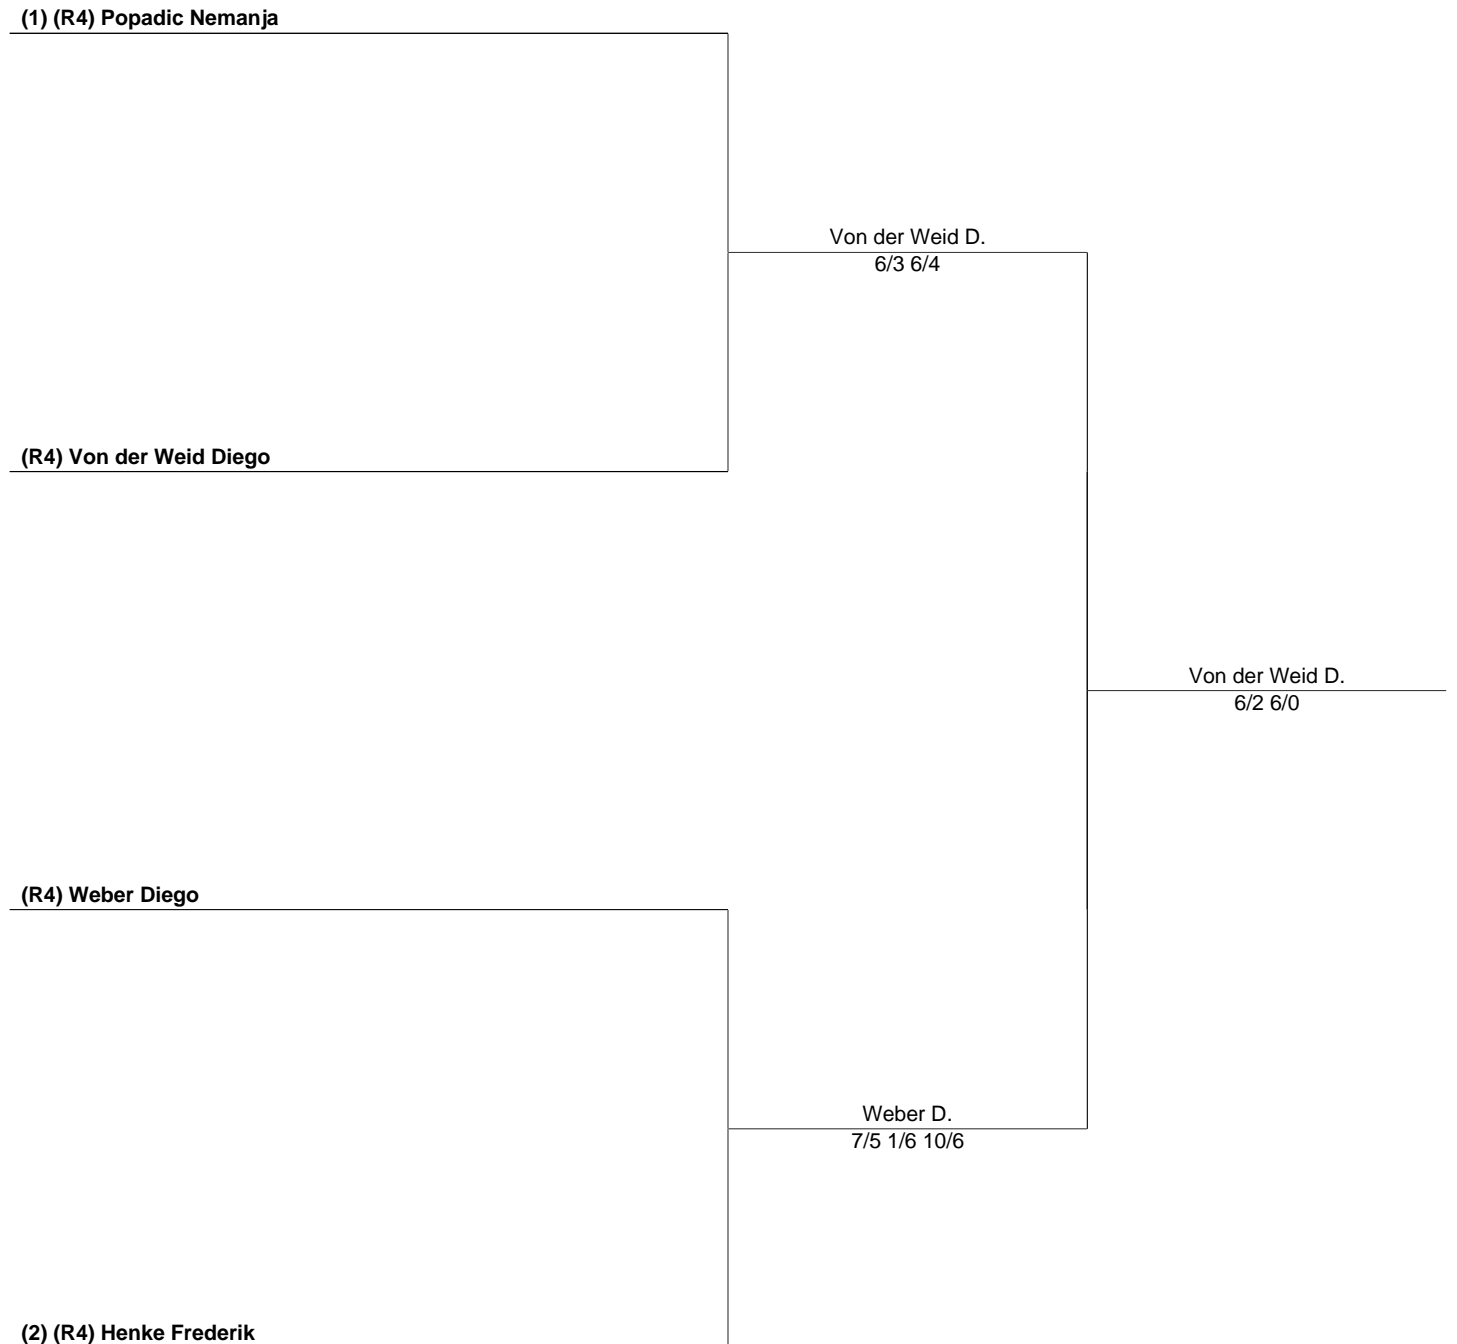 (1) (R4) Popadic Nemanja
Von der Weid D.
6/3 6/4
(R4) Von der Weid Diego
Von der Weid D.
6/2 6/0
(R4) Weber Diego
Weber D.
7/5 1/6 10/6
(2) (R4) Henke Frederik